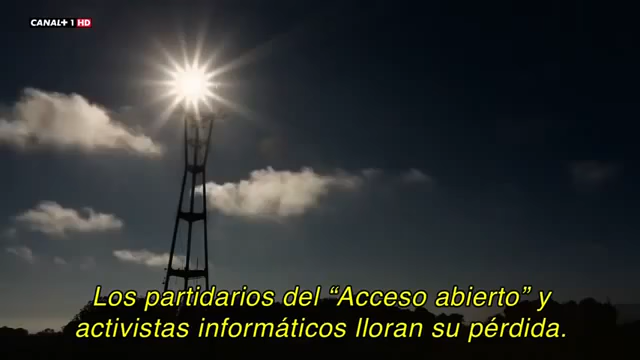 CANAL+ 1 HD
Los partidarios del “Acceso abierto” y
activistas informáticos lloran su pérdida.